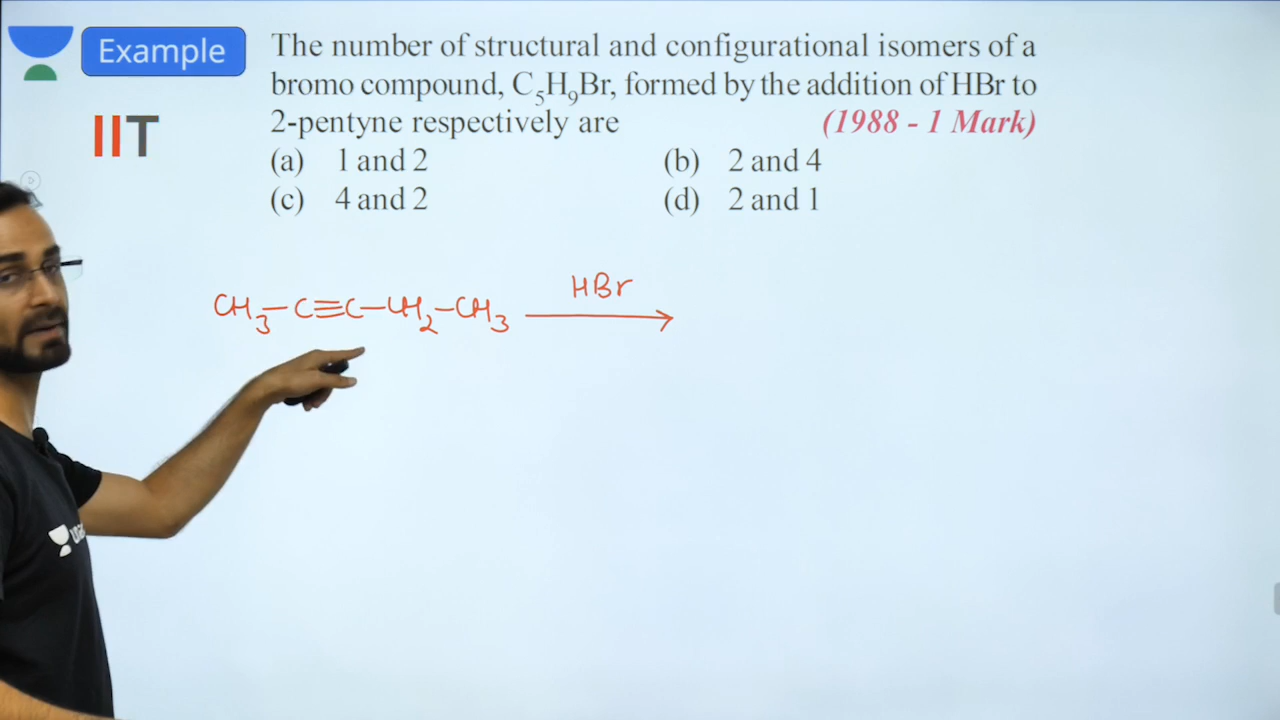 Example
The number of structural and configurational isomers of a
bromo compound, C₅H₉Br, formed by the addition of HBr to
2-pentyne respectively are (1988 - 1 Mark)
IIT
(a) 1 and 2 (b) 2 and 4
(c) 4 and 2 (d) 2 and 1
HBr
CH₃—C≡C—CH₂—CH₃ ⟶